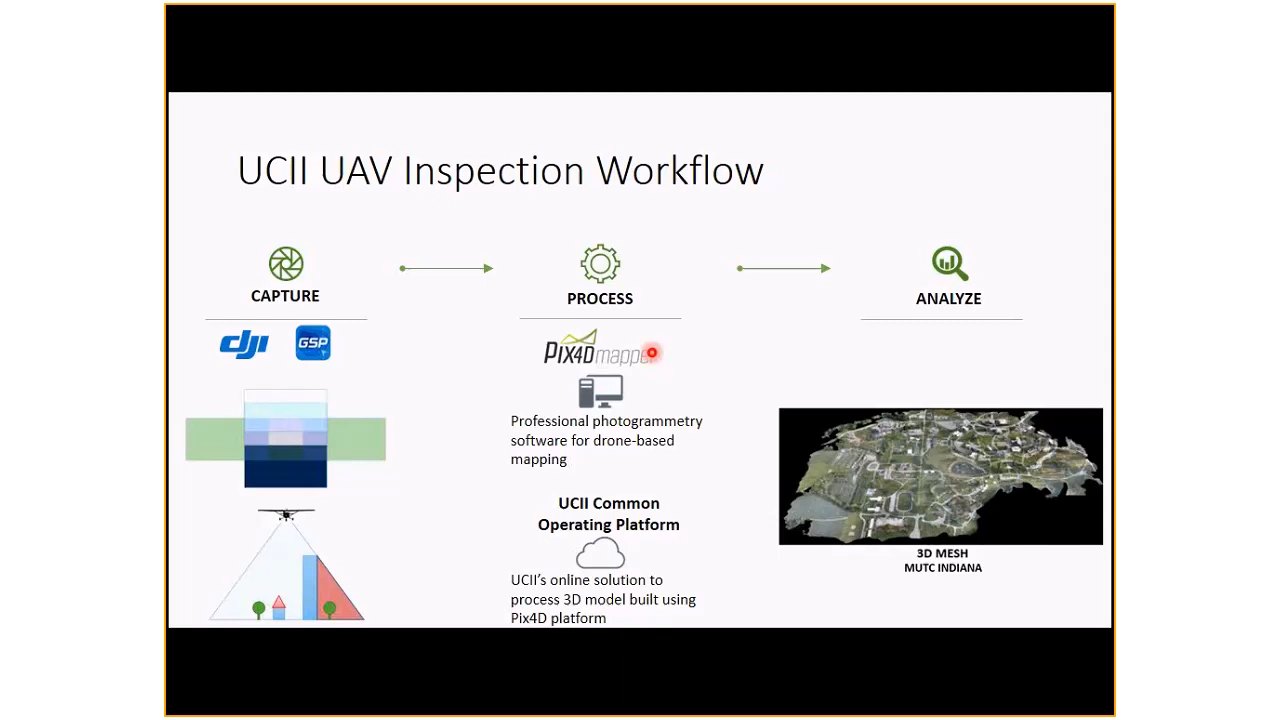 UCII UAV Inspection Workflow
CAPTURE
PROCESS
ANALYZE
dji
GSP
PIX4Dmapper
Professional photogrammetry
software for drone-based
mapping
UCII Common
Operating Platform
UCII’s online solution to
process 3D model built using
Pix4D platform
3D MESH
MUTC INDIANA